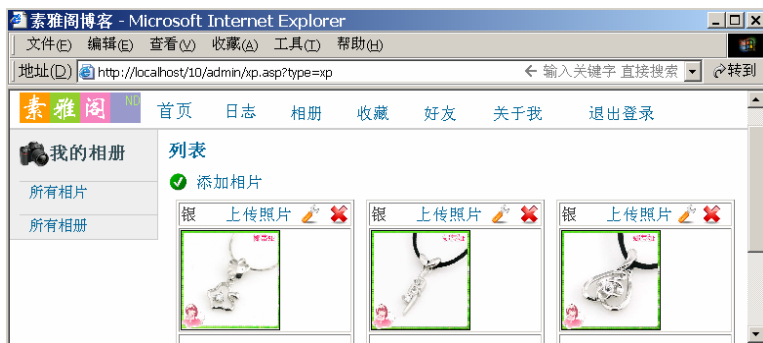 素雅阁博客 - Microsoft Internet Explorer
文件(F) 编辑(E) 查看(V) 收藏(A) 工具(T) 帮助(H)
地址(D) http://localhost/10/admin/xp.asp?type=xp 输入关键字 直接搜索 转到
素雅阁 ND 首页 日志 相册 收藏 好友 关于我 退出登录
我的相册
所有相片
所有相册
列表
添加相片
银 上传照片 银 上传照片 银 上传照片